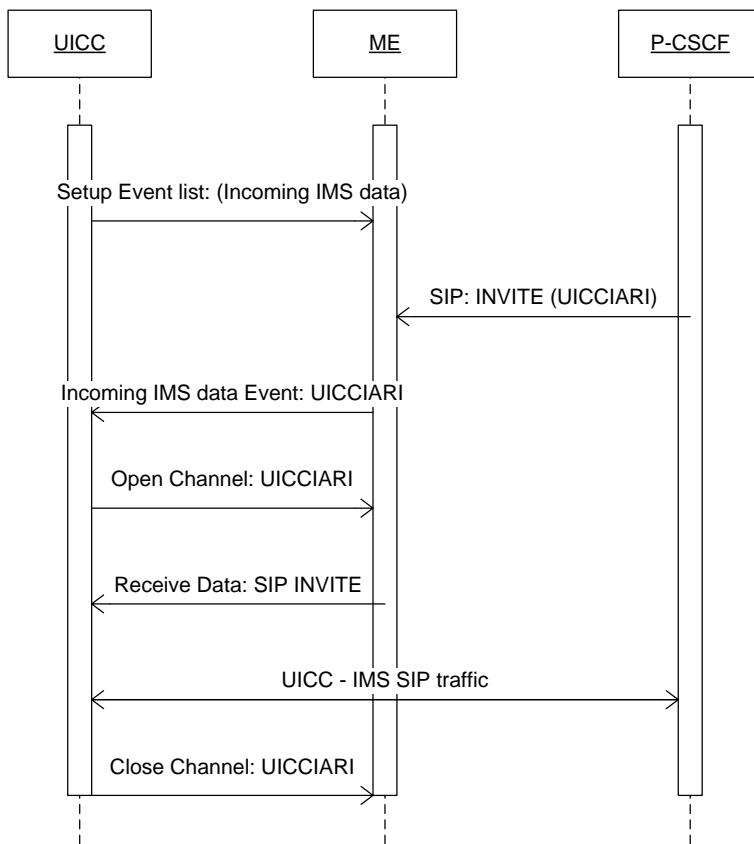 UICC
ME
P-CSCF
Setup Event list: (Incoming IMS data)
SIP: INVITE (UICCIARI)
Incoming IMS data Event: UICCIARI
Open Channel: UICCIARI
Receive Data: SIP INVITE
UICC - IMS SIP traffic
Close Channel: UICCIARI